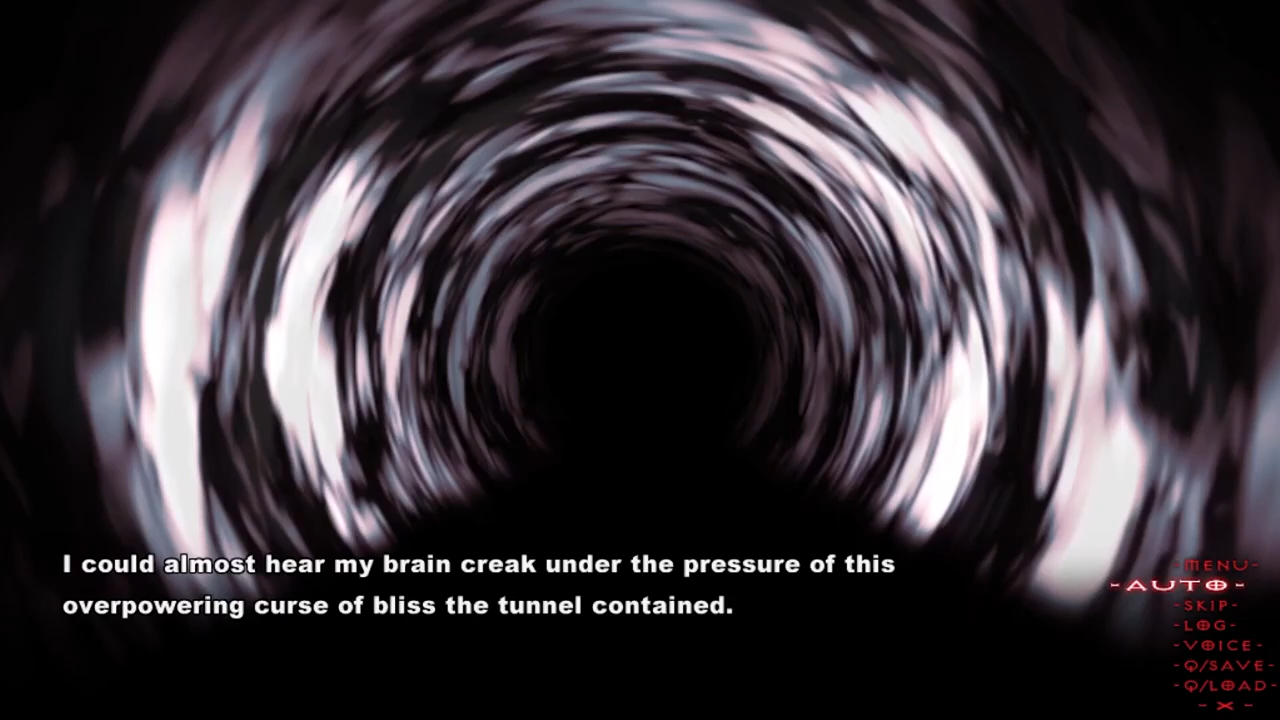 I could almost hear my brain creak under the pressure of this
overpowering curse of bliss the tunnel contained.
-MENU-
-AUTO-
-SKIP-
-LOG-
-VOICE-
-Q/SAVE-
-Q/LOAD-
-X-